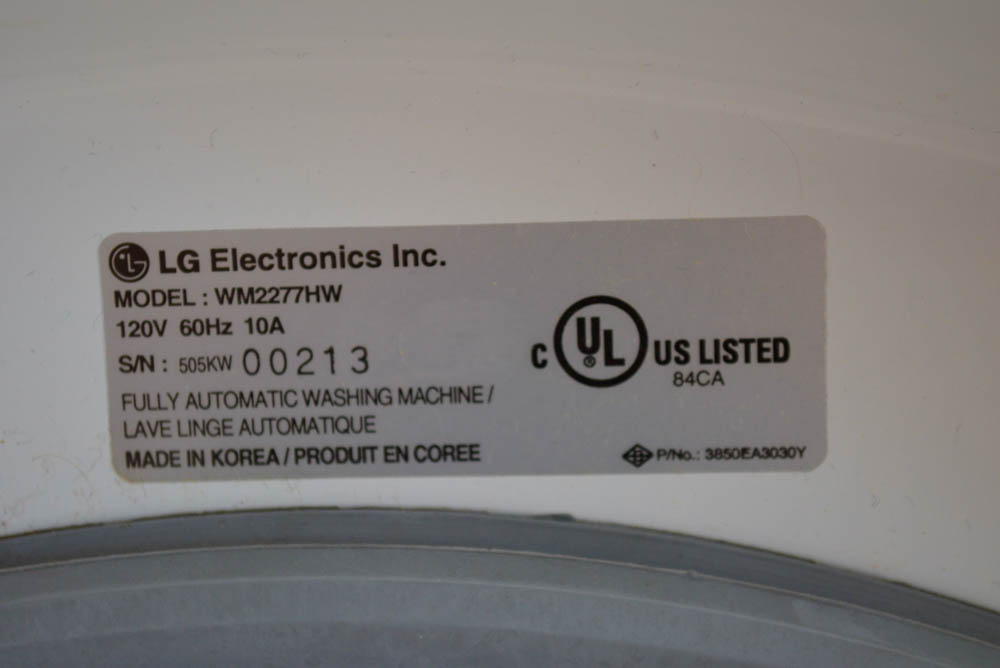 LG Electronics Inc.
MODEL : WM2277HW
120V 60Hz 10A
S/N : 505KW 00213
FULLY AUTOMATIC WASHING MACHINE /
LAVE LINGE AUTOMATIQUE
MADE IN KOREA / PRODUIT EN COREE
C UL ® US LISTED
84CA
P/No.: 3850EA3030Y